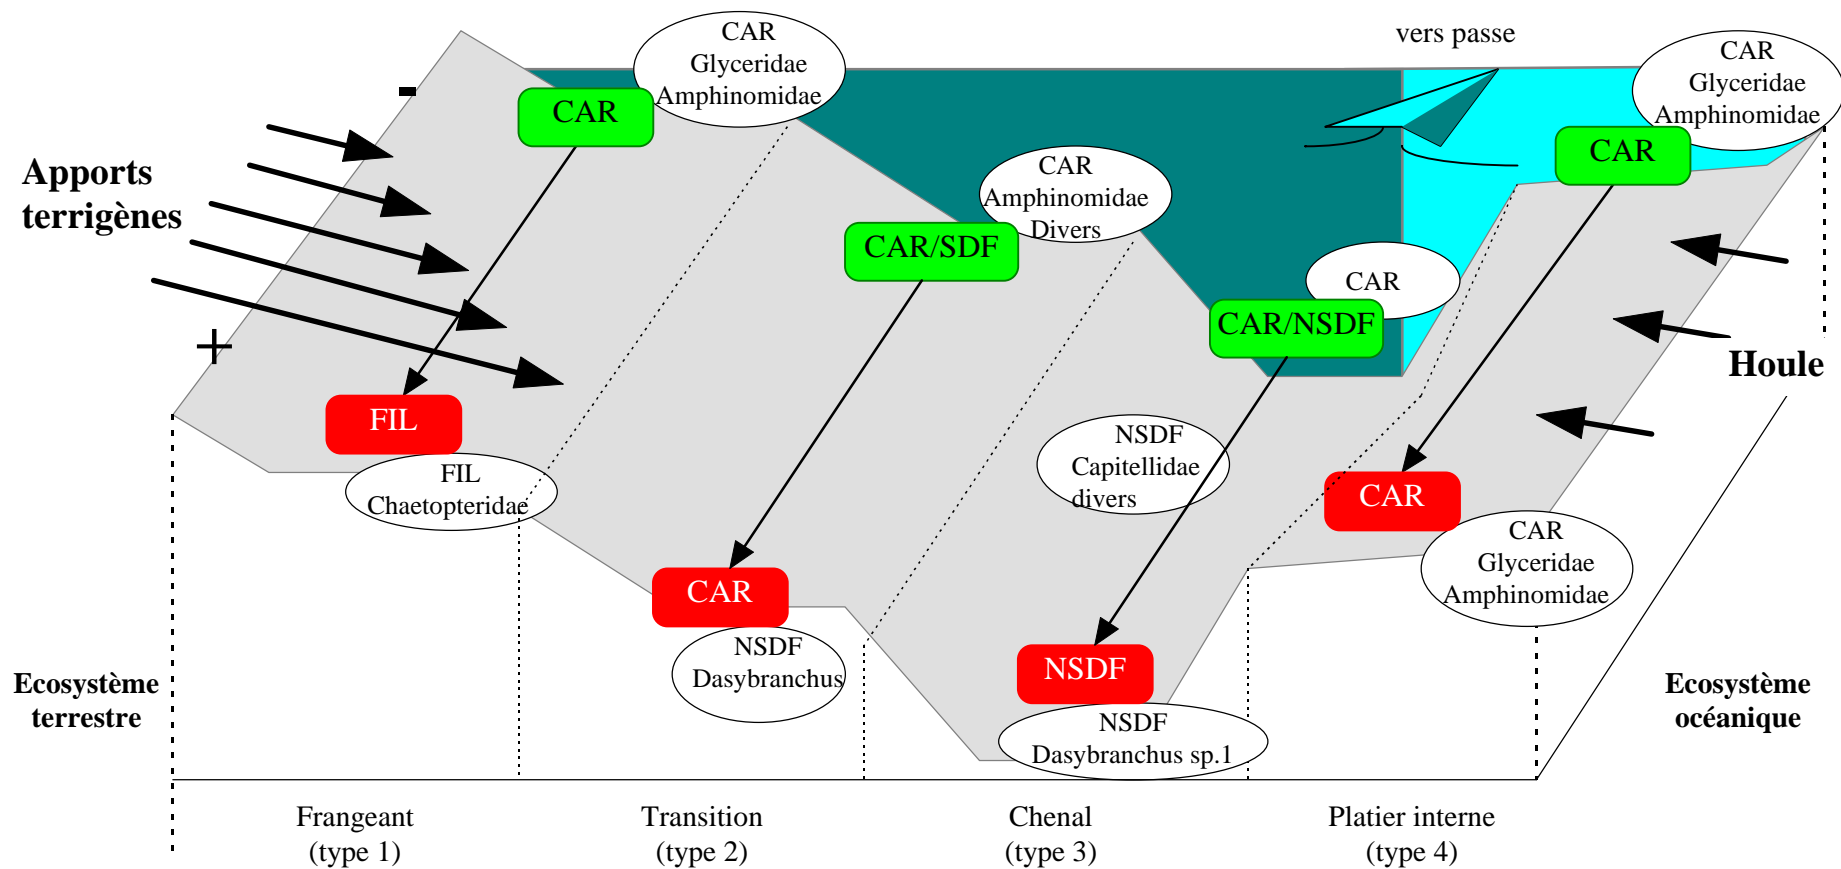 vers passe
CAR
Glyceridae
Amphinomidae
CAR
CAR
Glyceridae
Amphinomidae
CAR
-
Apports
terrigènes
CAR
Amphinomidae
Divers
CAR/SDF
CAR
CAR/NSDF
+
Houle
FIL
FIL
Chaetopteridae
NSDF
Capitellidae
divers
CAR
CAR
Glyceridae
Amphinomidae
CAR
NSDF
Dasybranchus
NSDF
NSDF
Dasybranchus sp.1
Ecosystème
terrestre
Ecosystème
océanique
Frangeant
(type 1)
Transition
(type 2)
Chenal
(type 3)
Platier interne
(type 4)